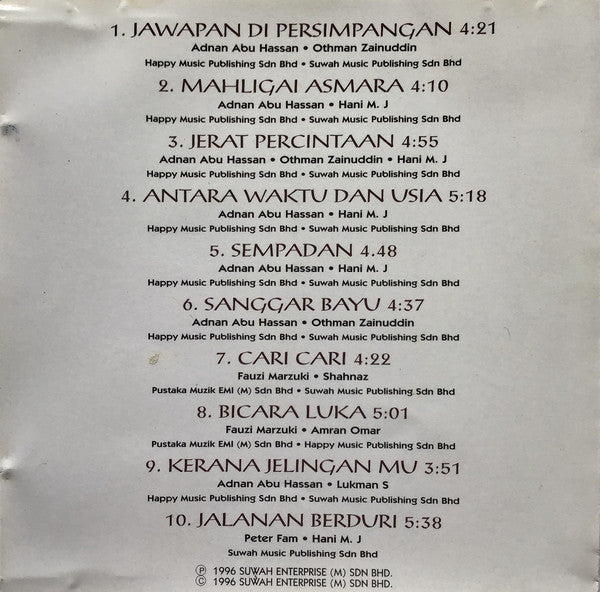 1. JAWAPAN DI PERSIMPANGAN 4:21
Adnan Abu Hassan • Othman Zainuddin
Happy Music Publishing Sdn Bhd • Suwah Music Publishing Sdn Bhd
2. MAHLIGAI ASMARA 4:10
Adnan Abu Hassan • Hani M. J
Happy Music Publishing Sdn Bhd • Suwah Music Publishing Sdn Bhd
3. JERAT PERCINTAAN 4:55
Adnan Abu Hassan • Othman Zainuddin • Hani M. J
Happy Music Publishing Sdn Bhd • Suwah Music Publishing Sdn Bhd
4. ANTARA WAKTU DAN USIA 5:18
Adnan Abu Hassan • Hani M. J
Happy Music Publishing Sdn Bhd • Suwah Music Publishing Sdn Bhd
5. SEMPADAN 4.48
Adnan Abu Hassan • Hani M. J
Happy Music Publishing Sdn Bhd • Suwah Music Publishing Sdn Bhd
6. SANGGAR BAYU 4:37
Adnan Abu Hassan • Othman Zainuddin
Happy Music Publishing Sdn Bhd • Suwah Music Publishing Sdn Bhd
7. CARI CARI 4:22
Fauzi Marzuki • Shahnaz
Pustaka Muzik EMI (M) Sdn Bhd • Suwah Music Publishing Sdn Bhd
8. BICARA LUKA 5:01
Fauzi Marzuki • Amran Omar
Pustaka Muzik EMI (M) Sdn Bhd • Happy Music Publishing Sdn Bhd
9. KERANA JELINGAN MU 3:51
Adnan Abu Hassan • Lukman S
Happy Music Publishing Sdn Bhd • Suwah Music Publishing Sdn Bhd
10. JALANAN BERDURI 5:38
Peter Fam • Hani M. J
Suwah Music Publishing Sdn Bhd
℗ 1996 SUWAH ENTERPRISE (M) SDN BHD.
© 1996 SUWAH ENTERPRISE (M) SDN BHD.